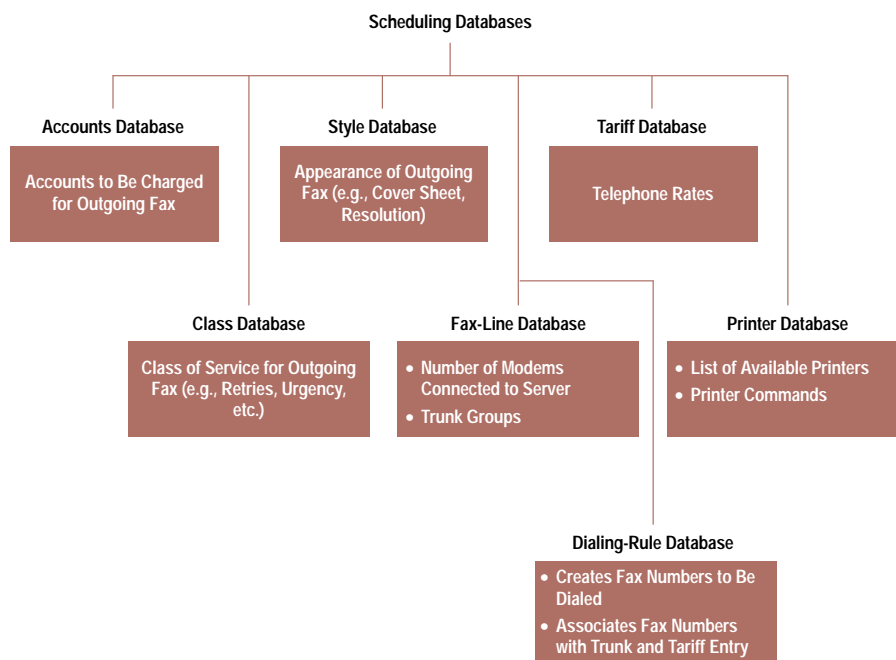 Scheduling Databases
Accounts Database
Accounts to Be Charged
for Outgoing Fax
Style Database
Appearance of Outgoing
Fax (e.g., Cover Sheet,
Resolution)
Tariff Database
Telephone Rates
Class Database
Class of Service for Outgoing
Fax (e.g., Retries, Urgency,
etc.)
Fax-Line Database
• Number of Modems
Connected to Server
• Trunk Groups
Printer Database
• List of Available Printers
• Printer Commands
Dialing-Rule Database
• Creates Fax Numbers to Be
Dialed
• Associates Fax Numbers
with Trunk and Tariff Entry